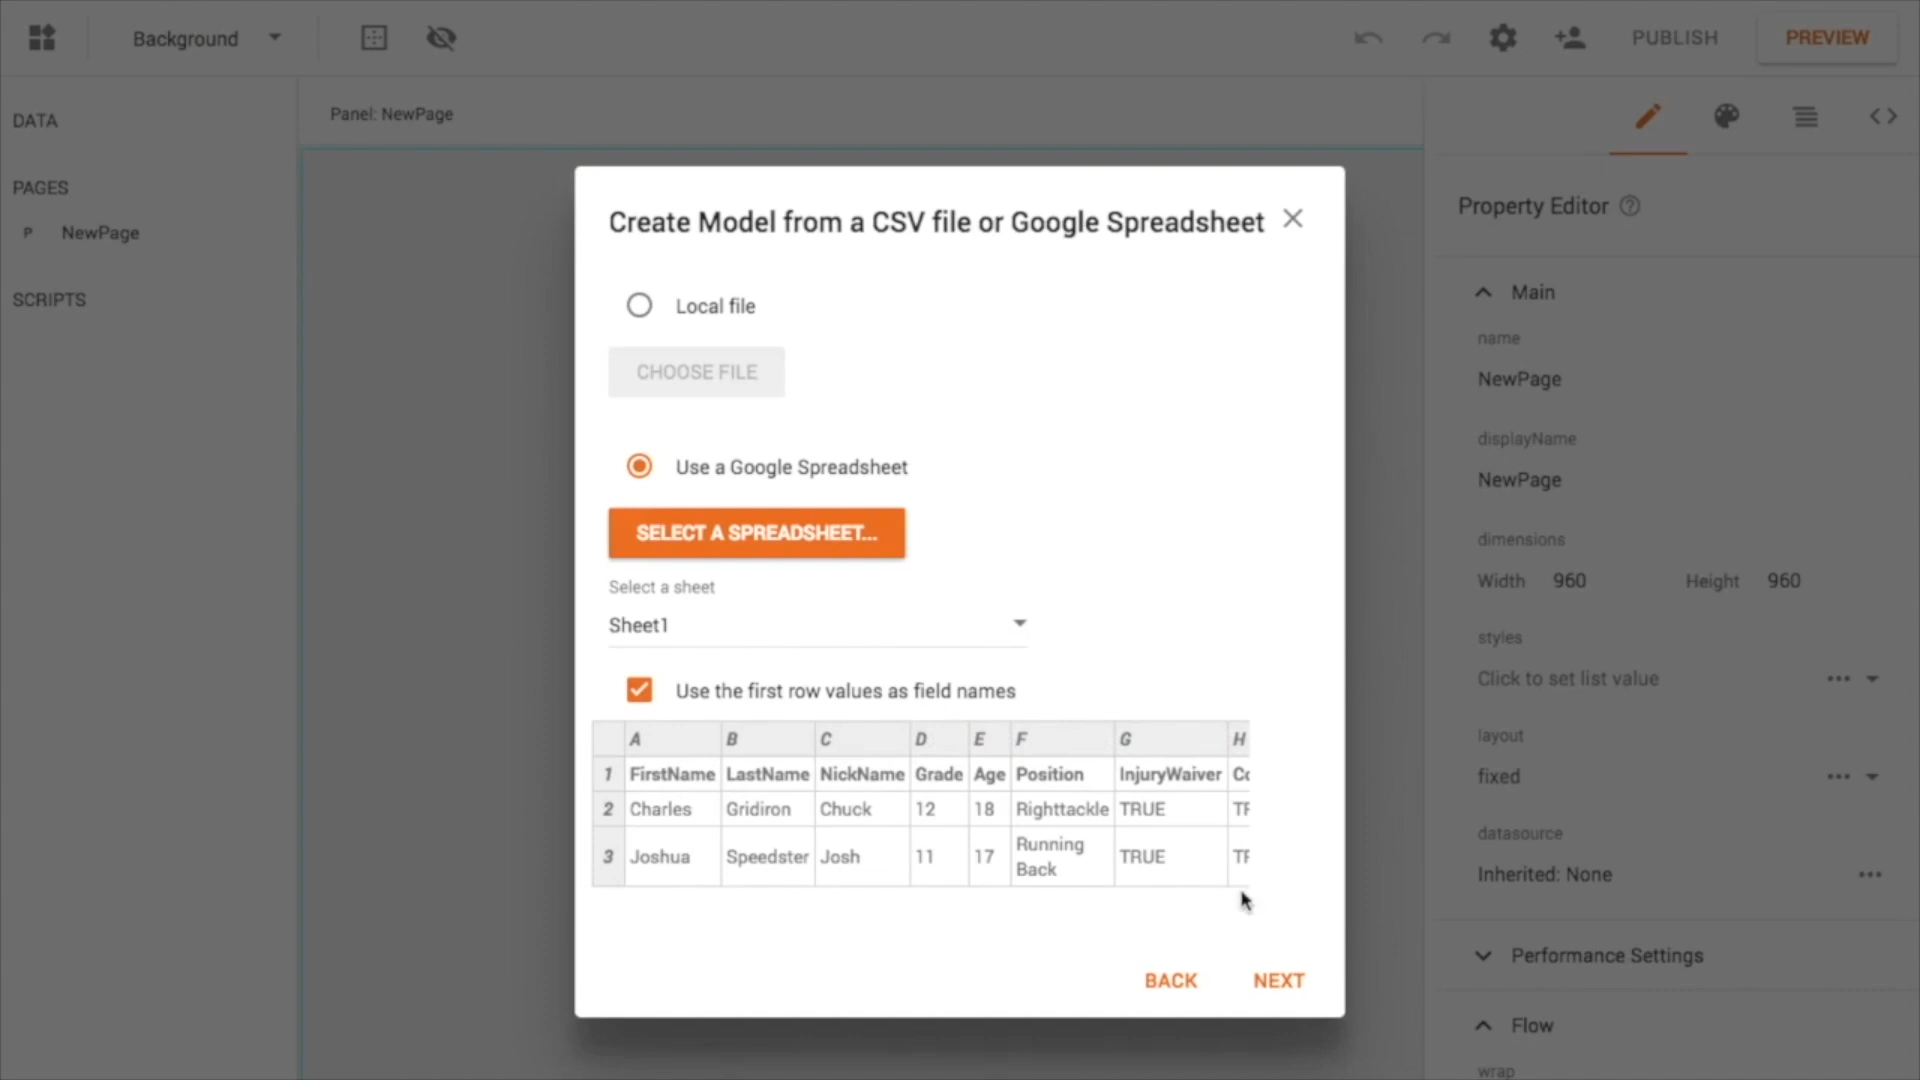 Background
PUBLISH
PREVIEW
DATA
PAGES
P NewPage
SCRIPTS
Panel: NewPage
Create Model from a CSV file or Google Spreadsheet
Local file
CHOOSE FILE
Use a Google Spreadsheet
SELECT A SPREADSHEET...
Select a sheet
Sheet1
Use the first row values as field names
A B C D E F G H
1 FirstName LastName NickName Grade Age Position InjuryWaiver
2 Charles Gridiron Chuck 12 18 Righttackle TRUE
3 Joshua Speedster Josh 11 17 Running Back TRUE
BACK NEXT
Property Editor
Main
name
NewPage
displayName
NewPage
dimensions
Width 960 Height 960
styles
Click to set list value
layout
fixed
datasource
Inherited: None
Performance Settings
Flow
wrap